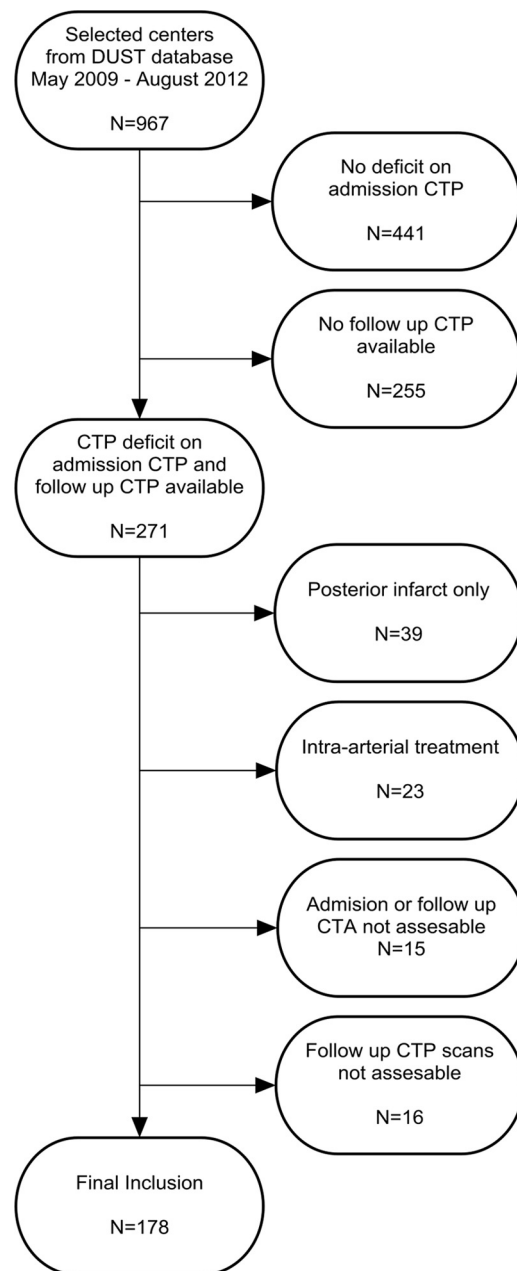 Selected centers
from DUST database
May 2009 - August 2012
N=967
No deficit on
admission CTP
N=441
No follow up CTP
available
N=255
CTP deficit on
admission CTP and
follow up CTP available
N=271
Posterior infarct only
N=39
Intra-arterial treatment
N=23
Admision or follow up
CTA not assesable
N=15
Follow up CTP scans
not assesable
N=16
Final Inclusion
N=178